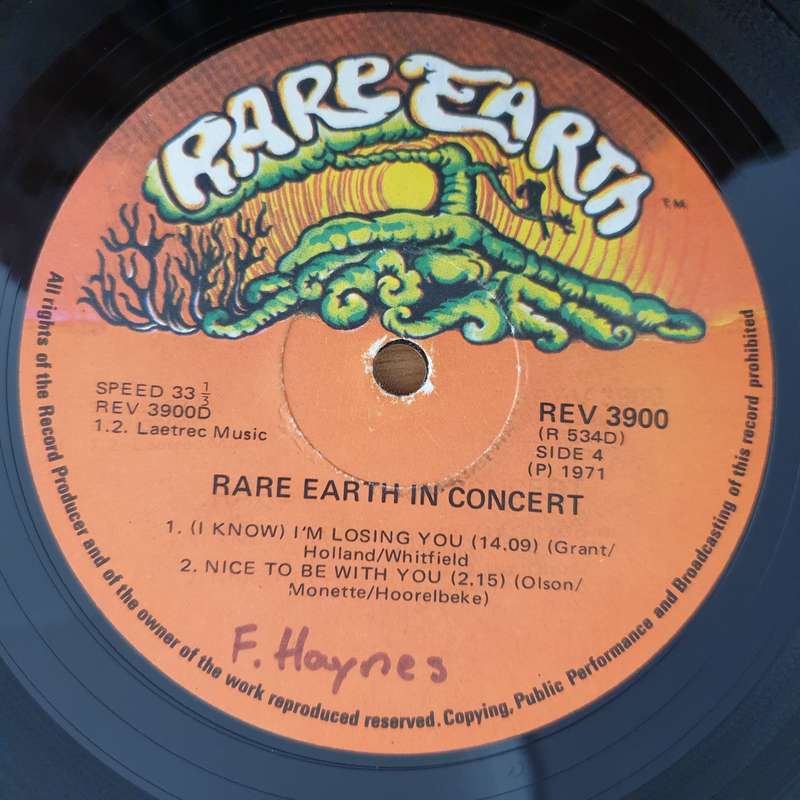 RARE EARTH
TM
SPEED 33 1/3
REV 3900D
1.2. Laetrec Music
REV 3900
(R 534D)
SIDE 4
(P) 1971
RARE EARTH IN CONCERT
1. (I KNOW) I'M LOSING YOU (14.09) (Grant/
Holland/Whitfield
2. NICE TO BE WITH YOU (2.15) (Olson/
Monette/Hoorelbeke)
F. Haynes
All rights of the Record Producer and of the owner of the work reproduced reserved. Copying, Public Performance and Broadcasting of this record prohibited